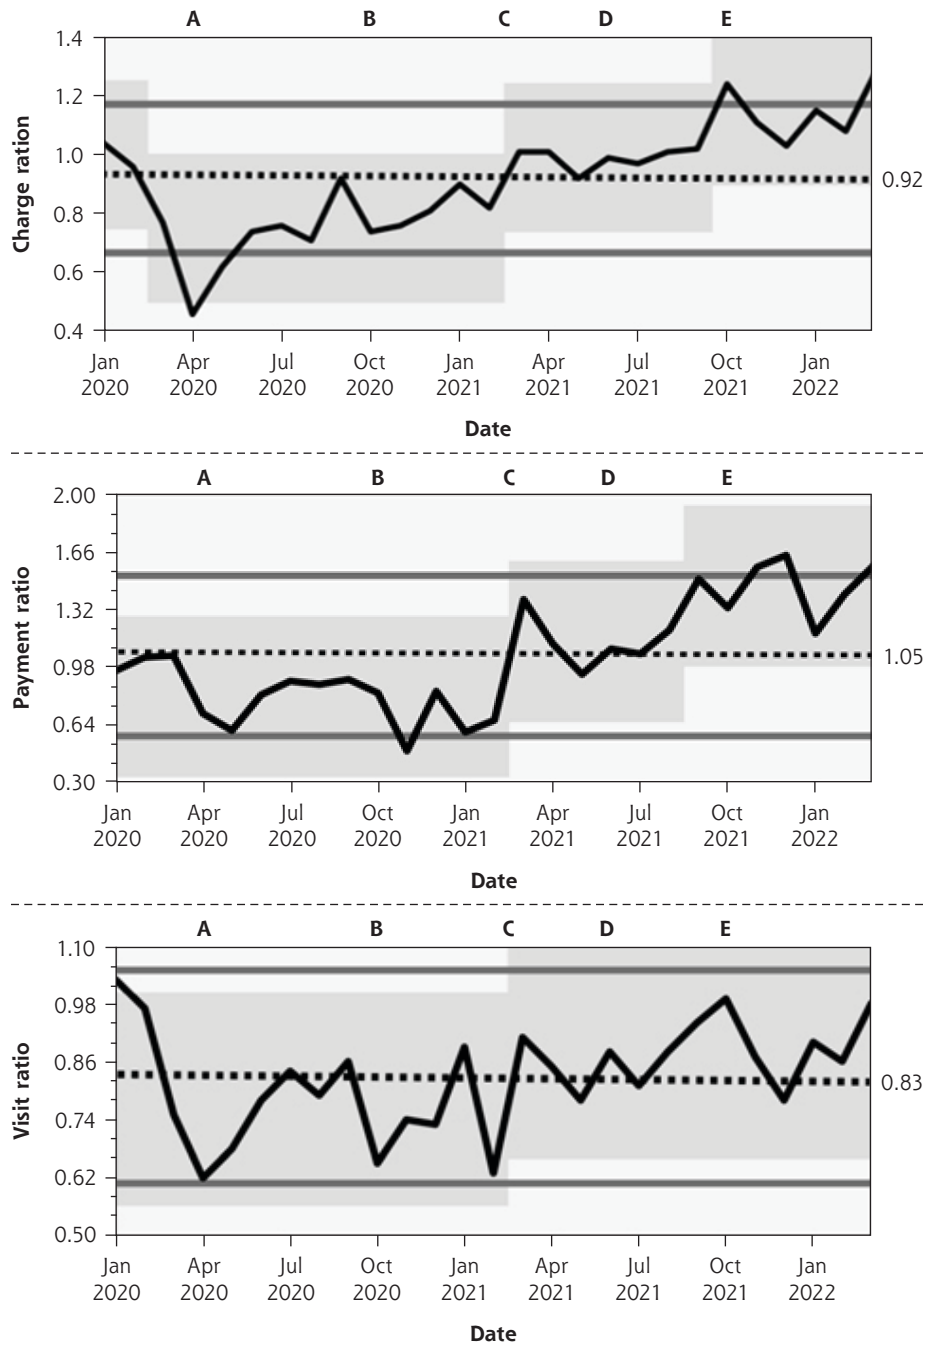 A B C D E
1.4
1.2
1.0
0.8
0.6
0.4
Charge ration
0.92
Jan Apr Jul Oct Jan Apr Jul Oct Jan
2020 2020 2020 2020 2021 2021 2021 2021 2022
Date
A B C D E
2.00
1.66
1.32
0.98
0.64
0.30
Payment ratio
1.05
Jan Apr Jul Oct Jan Apr Jul Oct Jan
2020 2020 2020 2020 2021 2021 2021 2021 2022
Date
A B C D E
1.10
0.98
0.86
0.74
0.62
0.50
Visit ratio
0.83
Jan Apr Jul Oct Jan Apr Jul Oct Jan
2020 2020 2020 2020 2021 2021 2021 2021 2022
Date